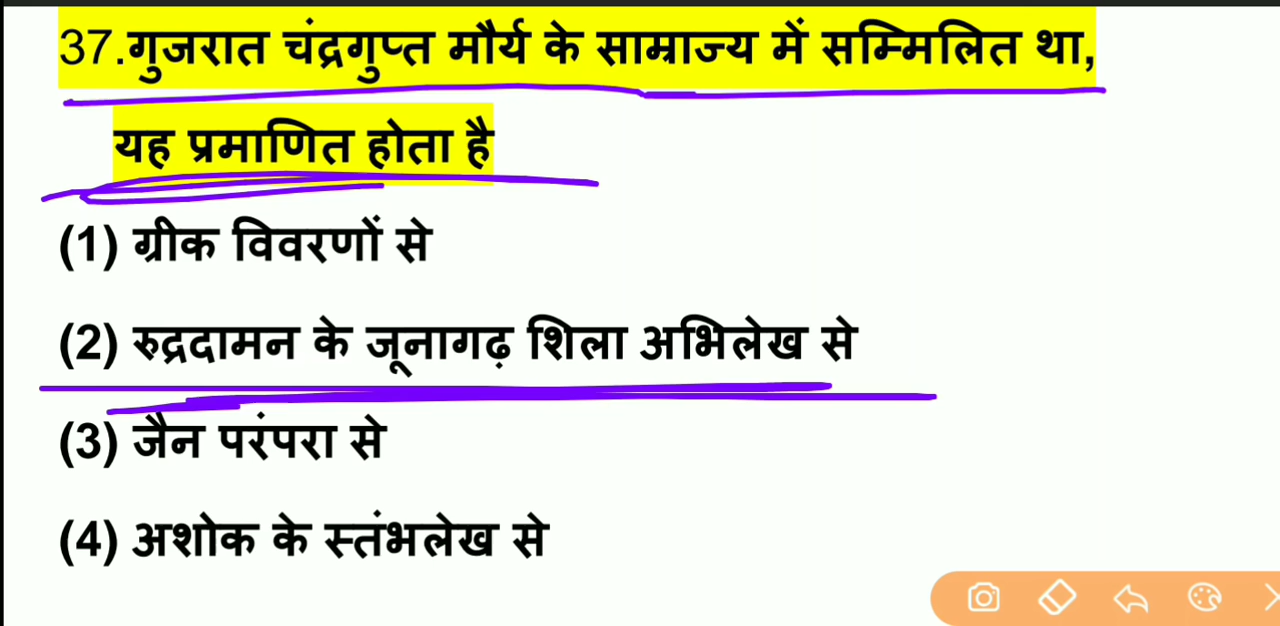 37.गुजरात चंद्रगुप्त मौर्य के साम्राज्य में सम्मिलित था,
यह प्रमाणित होता है
(1) ग्रीक विवरणों से
(2) रुद्रदामन के जूनागढ़ शिला अभिलेख से
(3) जैन परंपरा से
(4) अशोक के स्तंभलेख से